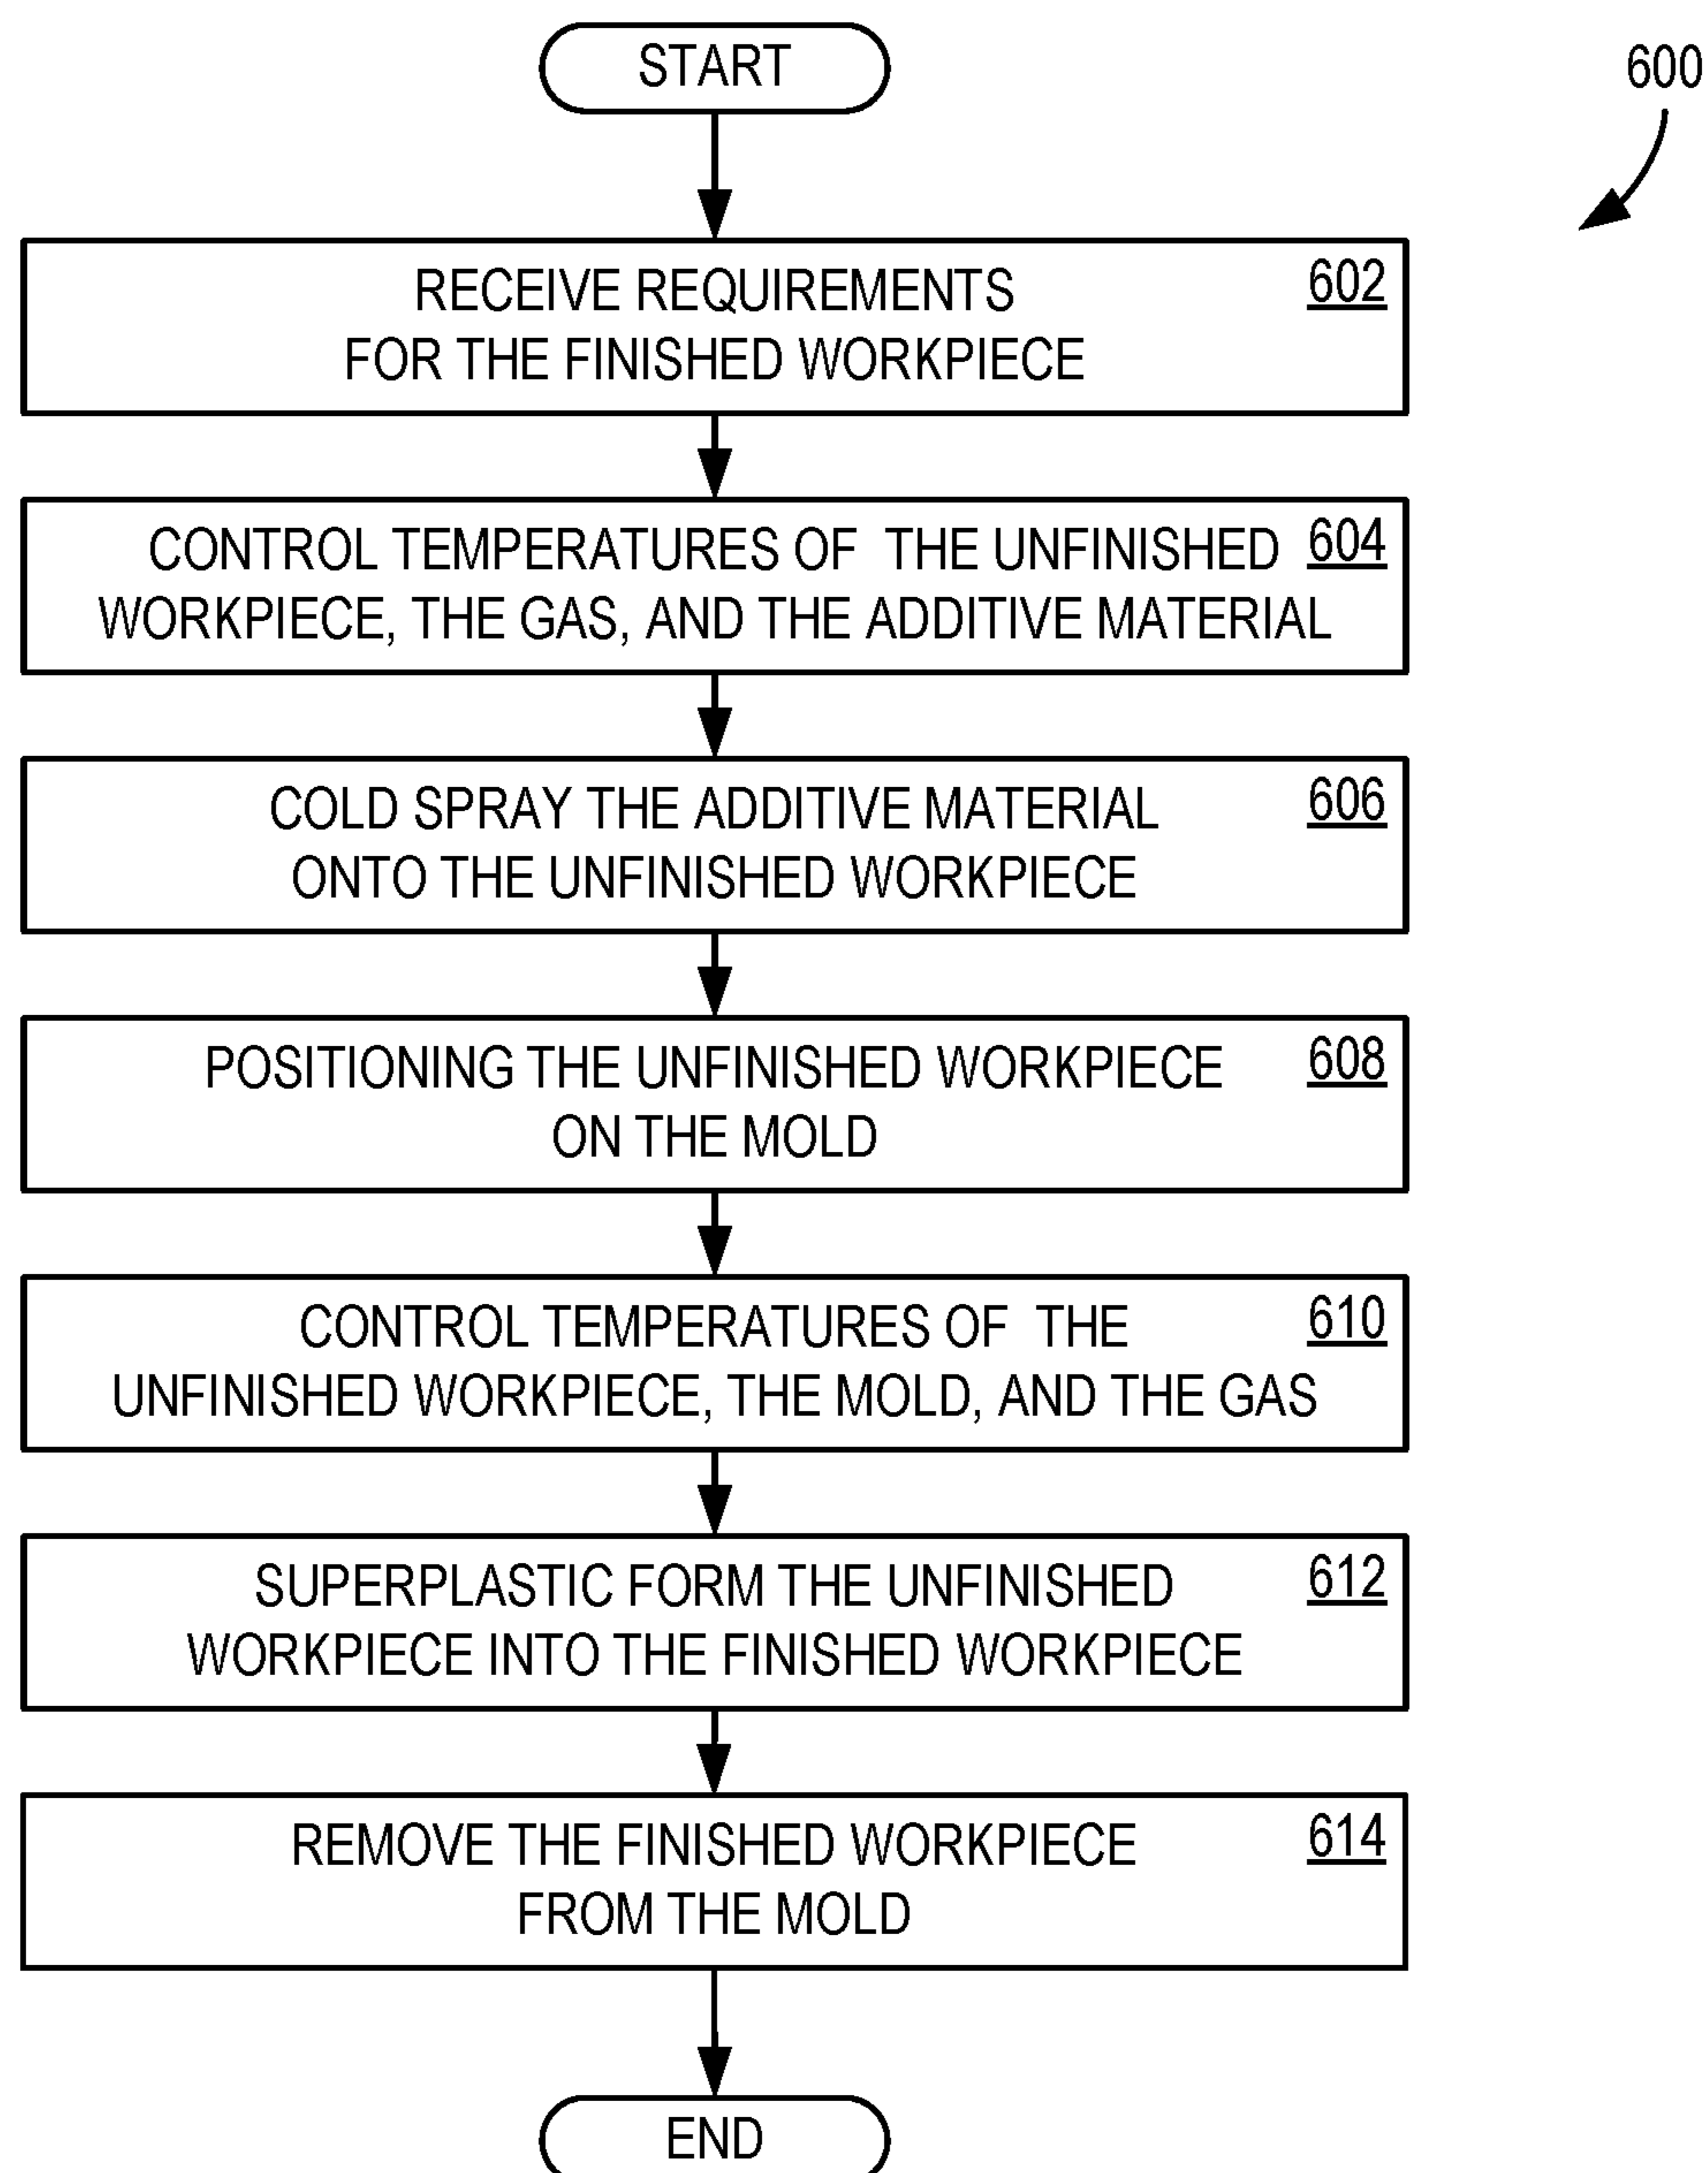 START
600
RECEIVE REQUIREMENTS
FOR THE FINISHED WORKPIECE
602
CONTROL TEMPERATURES OF THE UNFINISHED
WORKPIECE, THE GAS, AND THE ADDITIVE MATERIAL
604
COLD SPRAY THE ADDITIVE MATERIAL
ONTO THE UNFINISHED WORKPIECE
606
POSITIONING THE UNFINISHED WORKPIECE
ON THE MOLD
608
CONTROL TEMPERATURES OF THE
UNFINISHED WORKPIECE, THE MOLD, AND THE GAS
610
SUPERPLASTIC FORM THE UNFINISHED
WORKPIECE INTO THE FINISHED WORKPIECE
612
REMOVE THE FINISHED WORKPIECE
FROM THE MOLD
614
END